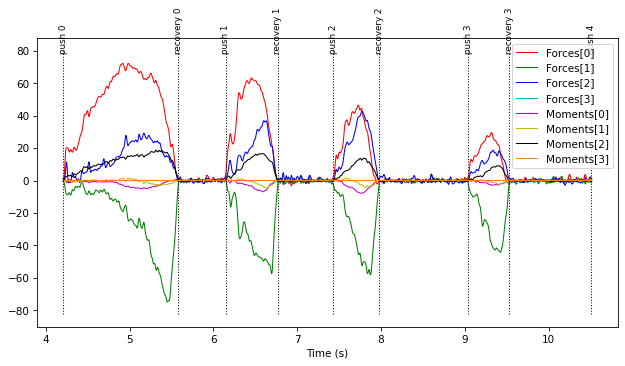 push 0
recovery 0
push 1
recovery 1
push 2
recovery 2
push 3
recovery 3
push 4
Forces[0]
Forces[1]
Forces[2]
Forces[3]
Moments[0]
Moments[1]
Moments[2]
Moments[3]
80
60
40
20
0
−20
−40
−60
−80
4
5
6
7
8
9
10
Time (s)